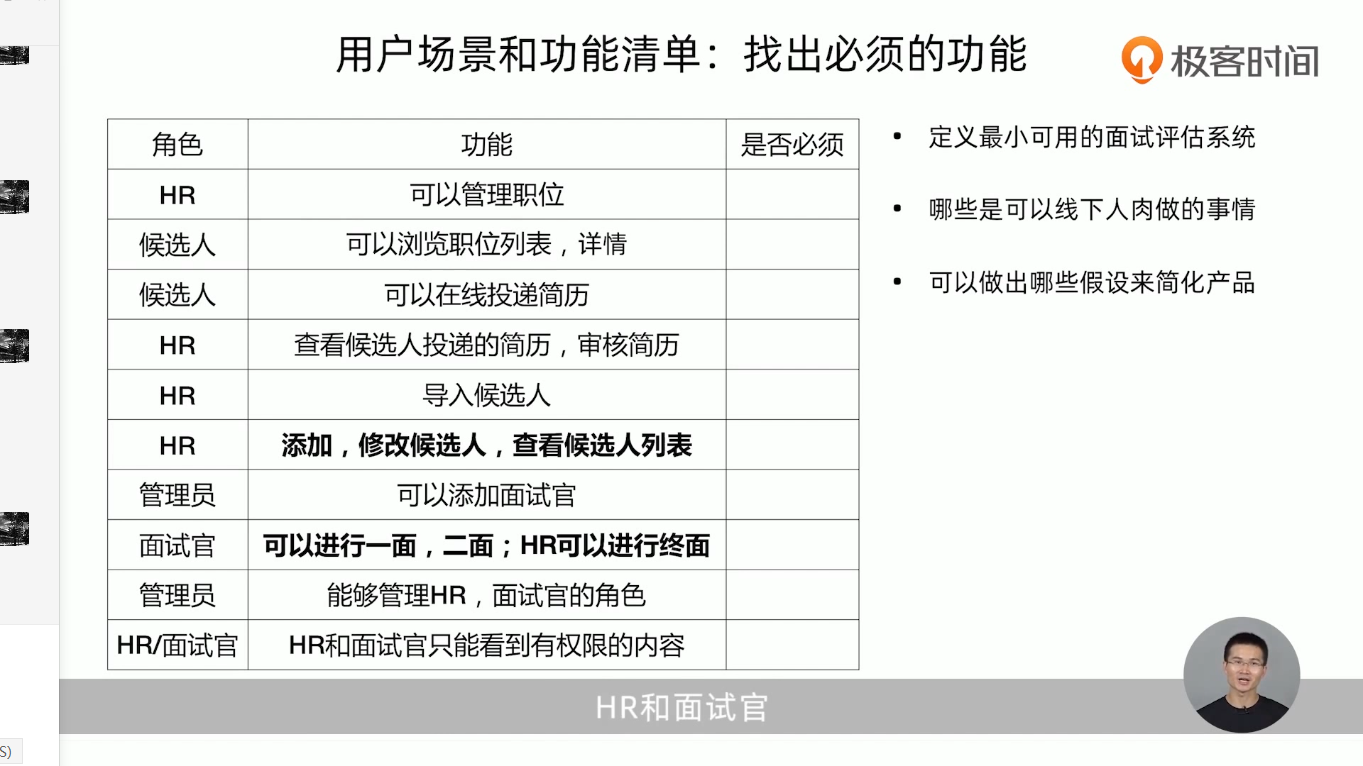 用户场景和功能清单：找出必须的功能
极客时间
角色 功能 是否必须
HR 可以管理职位
候选人 可以浏览职位列表，详情
候选人 可以在线投递简历
HR 查看候选人投递的简历，审核简历
HR 导入候选人
HR 添加，修改候选人，查看候选人列表
管理员 可以添加面试官
面试官 可以进行一面，二面；HR可以进行终面
管理员 能够管理HR，面试官的角色
HR/面试官 HR和面试官只能看到有权限的内容
• 定义最小可用的面试评估系统
• 哪些是可以线下人肉做的事情
• 可以做出哪些假设来简化产品
HR和面试官
S)